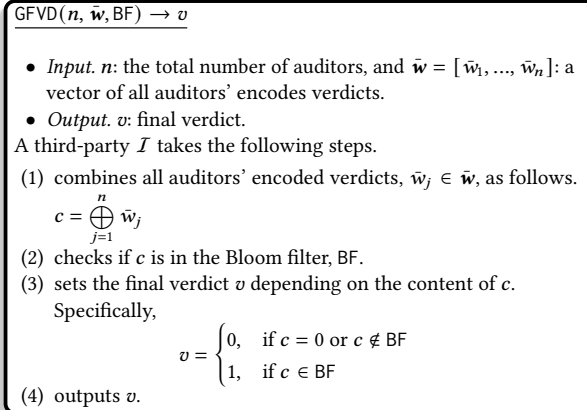 GFVD(n, w̄, BF) → v
• Input. n: the total number of auditors, and w̄ = [w̄₁, ..., w̄ₙ]: a
vector of all auditors' encodes verdicts.
• Output. v: final verdict.
A third-party I takes the following steps.
(1) combines all auditors' encoded verdicts, w̄ⱼ ∈ w̄, as follows.
n
c = ⊕ w̄ⱼ
j=1
(2) checks if c is in the Bloom filter, BF.
(3) sets the final verdict v depending on the content of c.
Specifically,
v = {0, if c = 0 or c ∉ BF
1, if c ∈ BF
(4) outputs v.